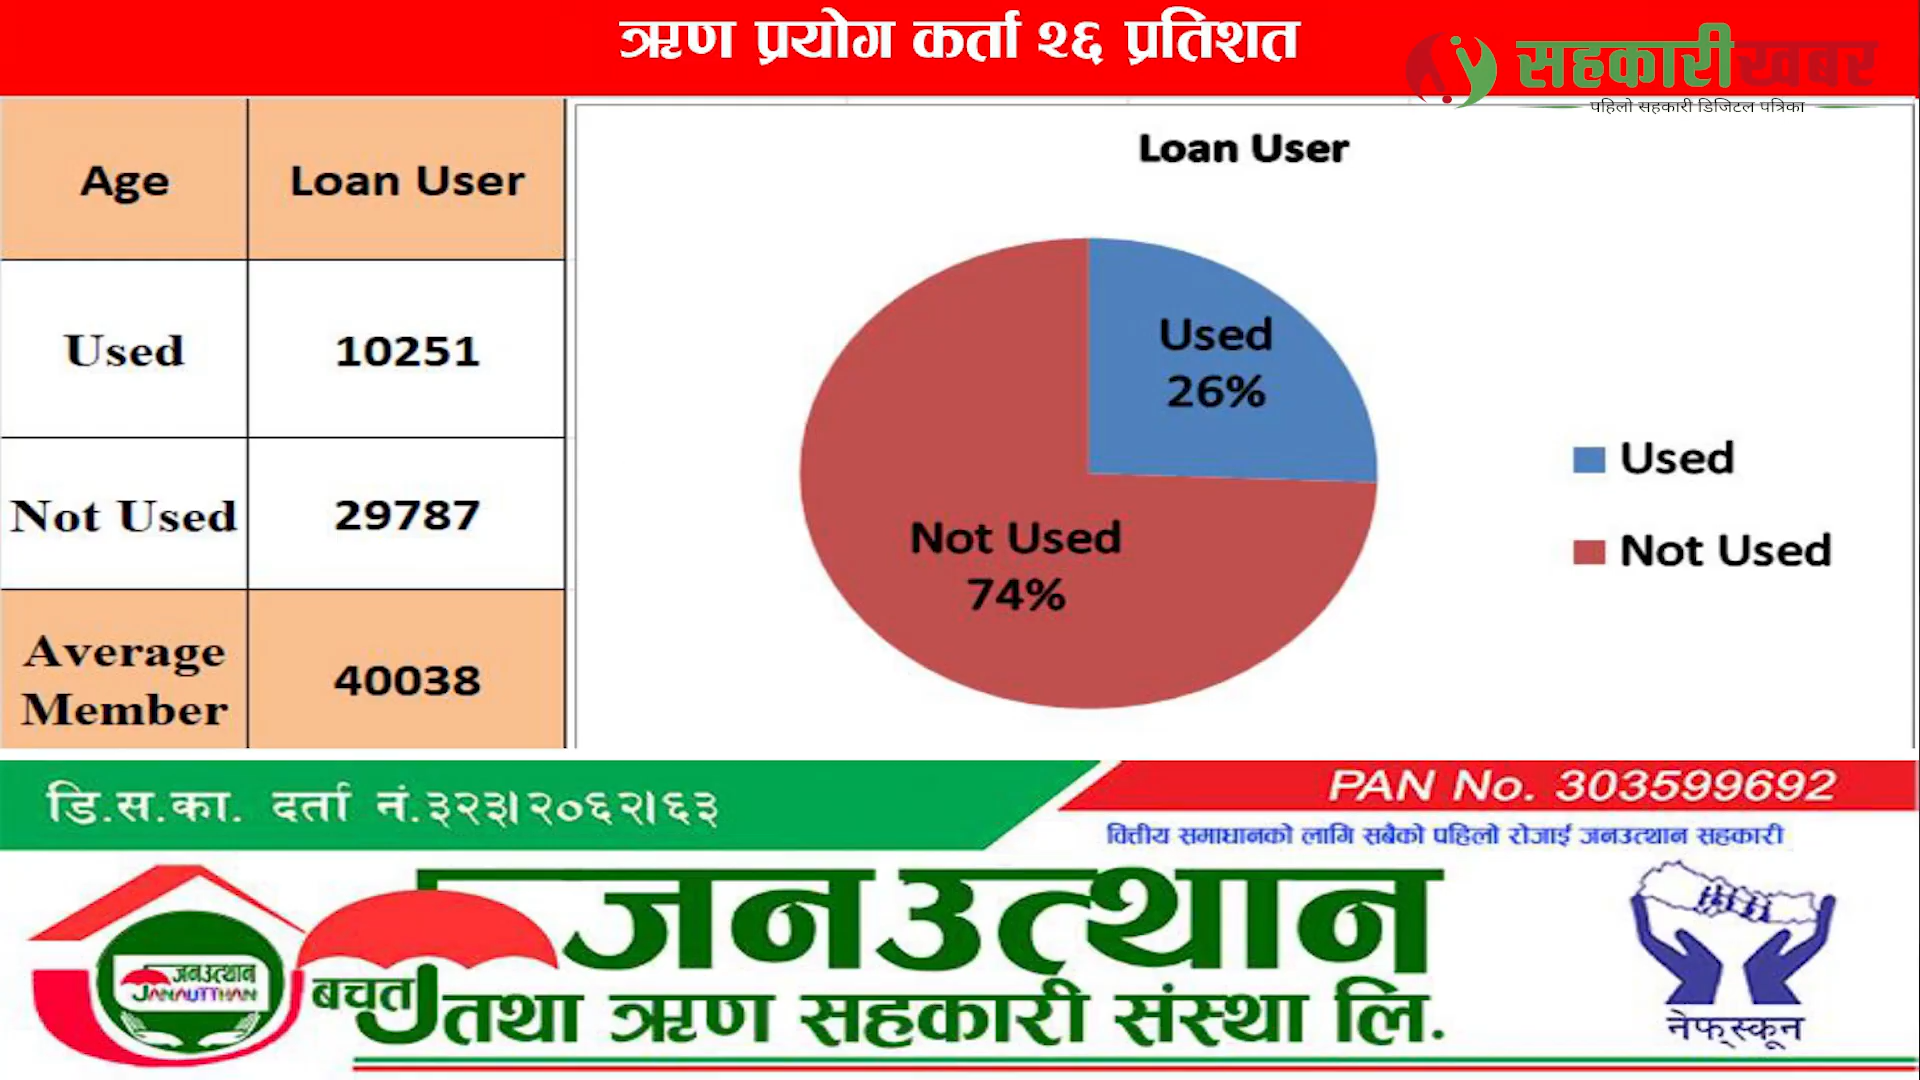 ऋण प्रयोग कर्ता २६ प्रतिशत
सहकारीखबर
पहिलो सहकारी डिजिटल पत्रिका
Age Loan User
Used 10251
Not Used 29787
Average Member 40038
Loan User
Used
26%
Not Used
74%
Used
Not Used
डि.स.का. दर्ता नं.३२३।२०६२।६३
PAN No. 303599692
वित्तीय समाधानको लागि सबैको पहिलो रोजाई जनउत्थान सहकारी
जनउत्थान
बचत तथा ऋण सहकारी संस्था लि.
जनउत्थान
JANAUTTHAN
नेफ्स्कून